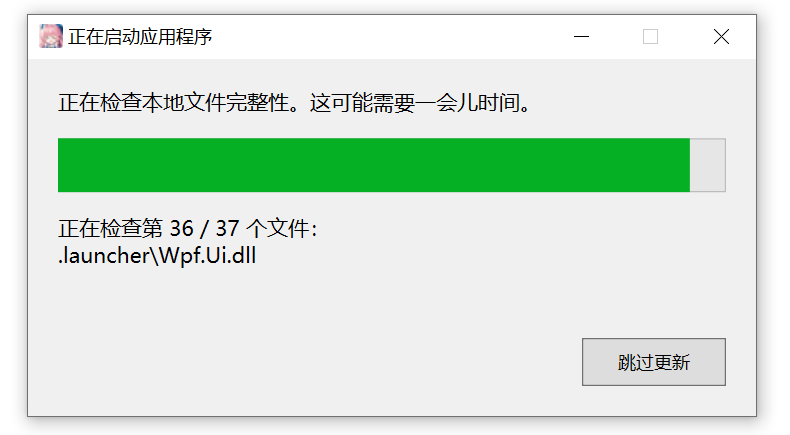 正在启动应用程序
正在检查本地文件完整性。这可能需要一会儿时间。
正在检查第 36 / 37 个文件:
.launcher\Wpf.Ui.dll
跳过更新